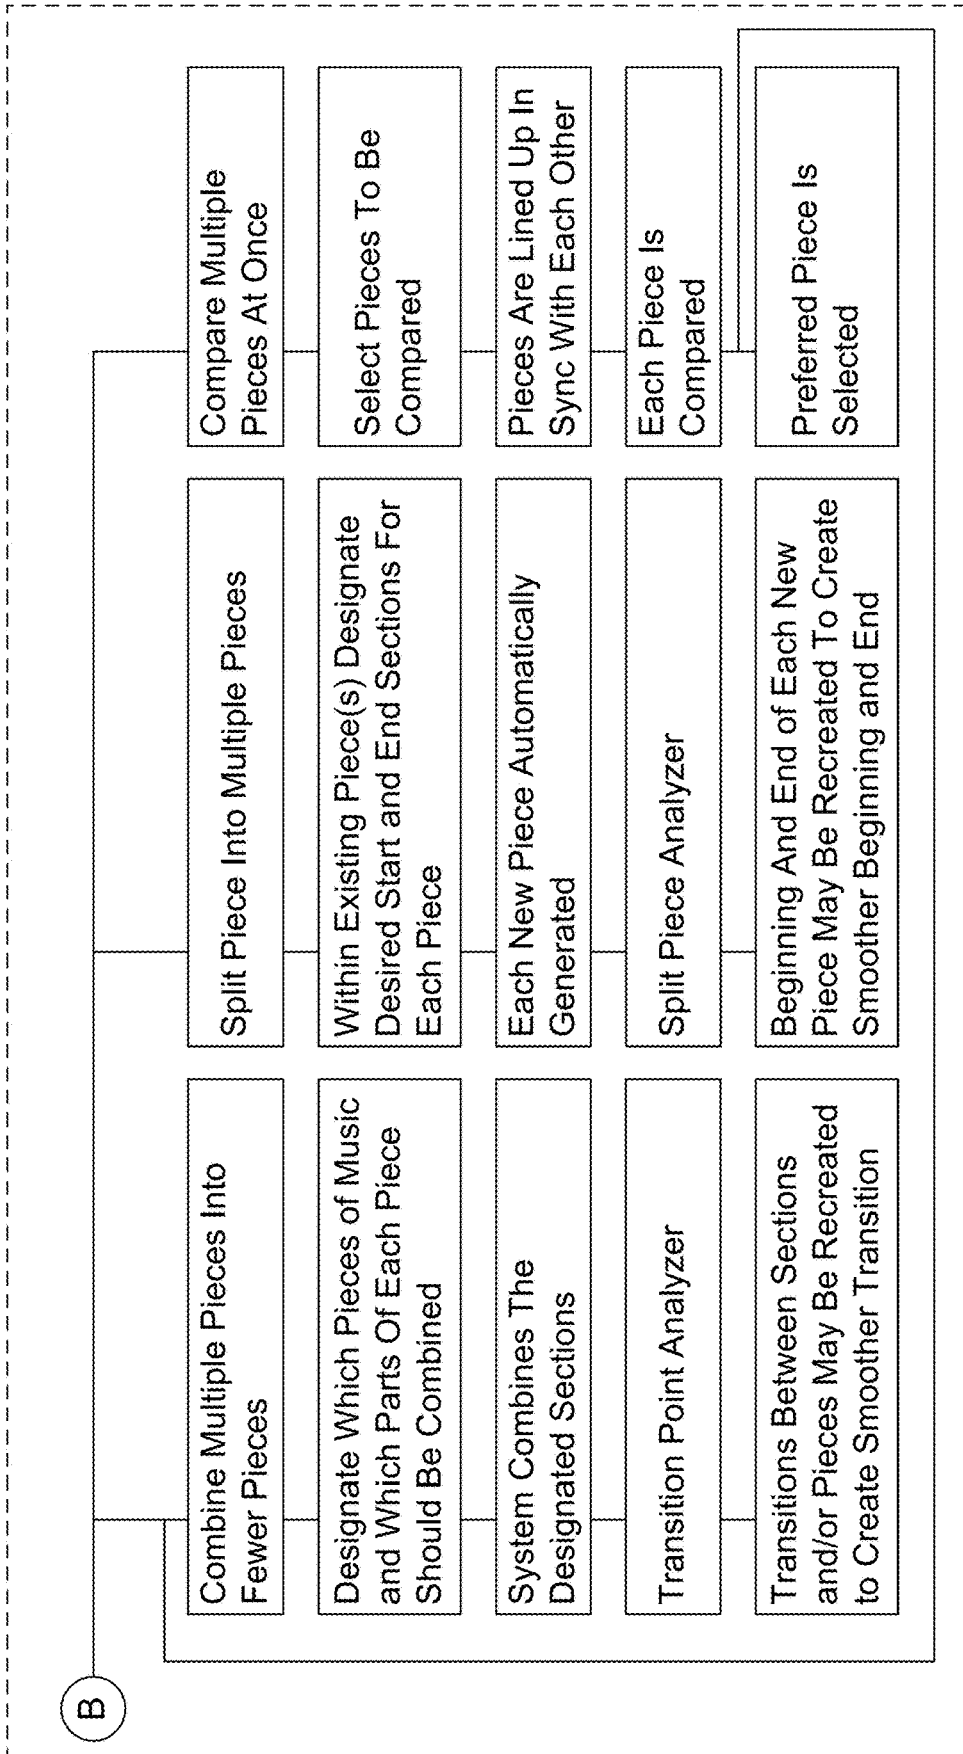 B
Combine Multiple Pieces Into
Fewer Pieces
Designate Which Pieces of Music
and Which Parts Of Each Piece
Should Be Combined
System Combines The
Designated Sections
Transition Point Analyzer
Transitions Between Sections
and/or Pieces May Be Recreated
to Create Smoother Transition
Split Piece Into Multiple Pieces
Within Existing Piece(s) Designate
Desired Start and End Sections For
Each Piece
Each New Piece Automatically
Generated
Split Piece Analyzer
Beginning And End of Each New
Piece May Be Recreated To Create
Smoother Beginning and End
Compare Multiple
Pieces At Once
Select Pieces To Be
Compared
Pieces Are Lined Up In
Sync With Each Other
Each Piece Is
Compared
Preferred Piece Is
Selected